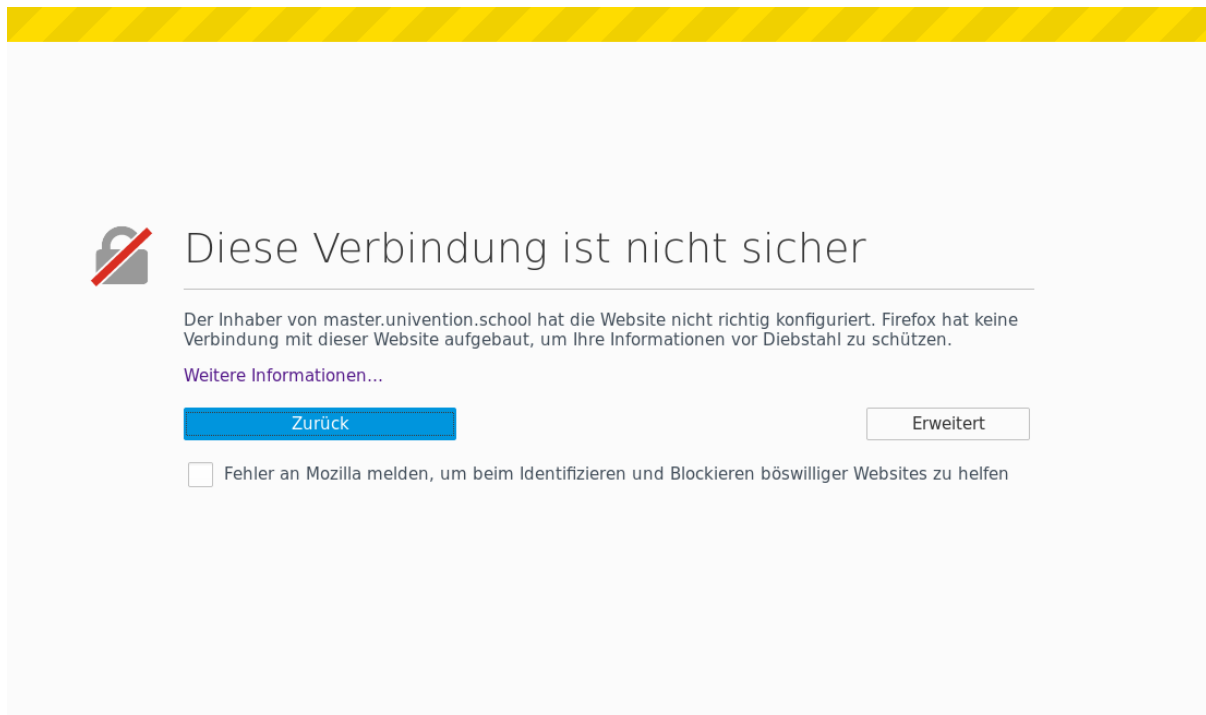 Diese Verbindung ist nicht sicher
Der Inhaber von master.univention.school hat die Website nicht richtig konfiguriert. Firefox hat keine
Verbindung mit dieser Website aufgebaut, um Ihre Informationen vor Diebstahl zu schützen.
Weitere Informationen…
Zurück
Erweitert
Fehler an Mozilla melden, um beim Identifizieren und Blockieren böswilliger Websites zu helfen